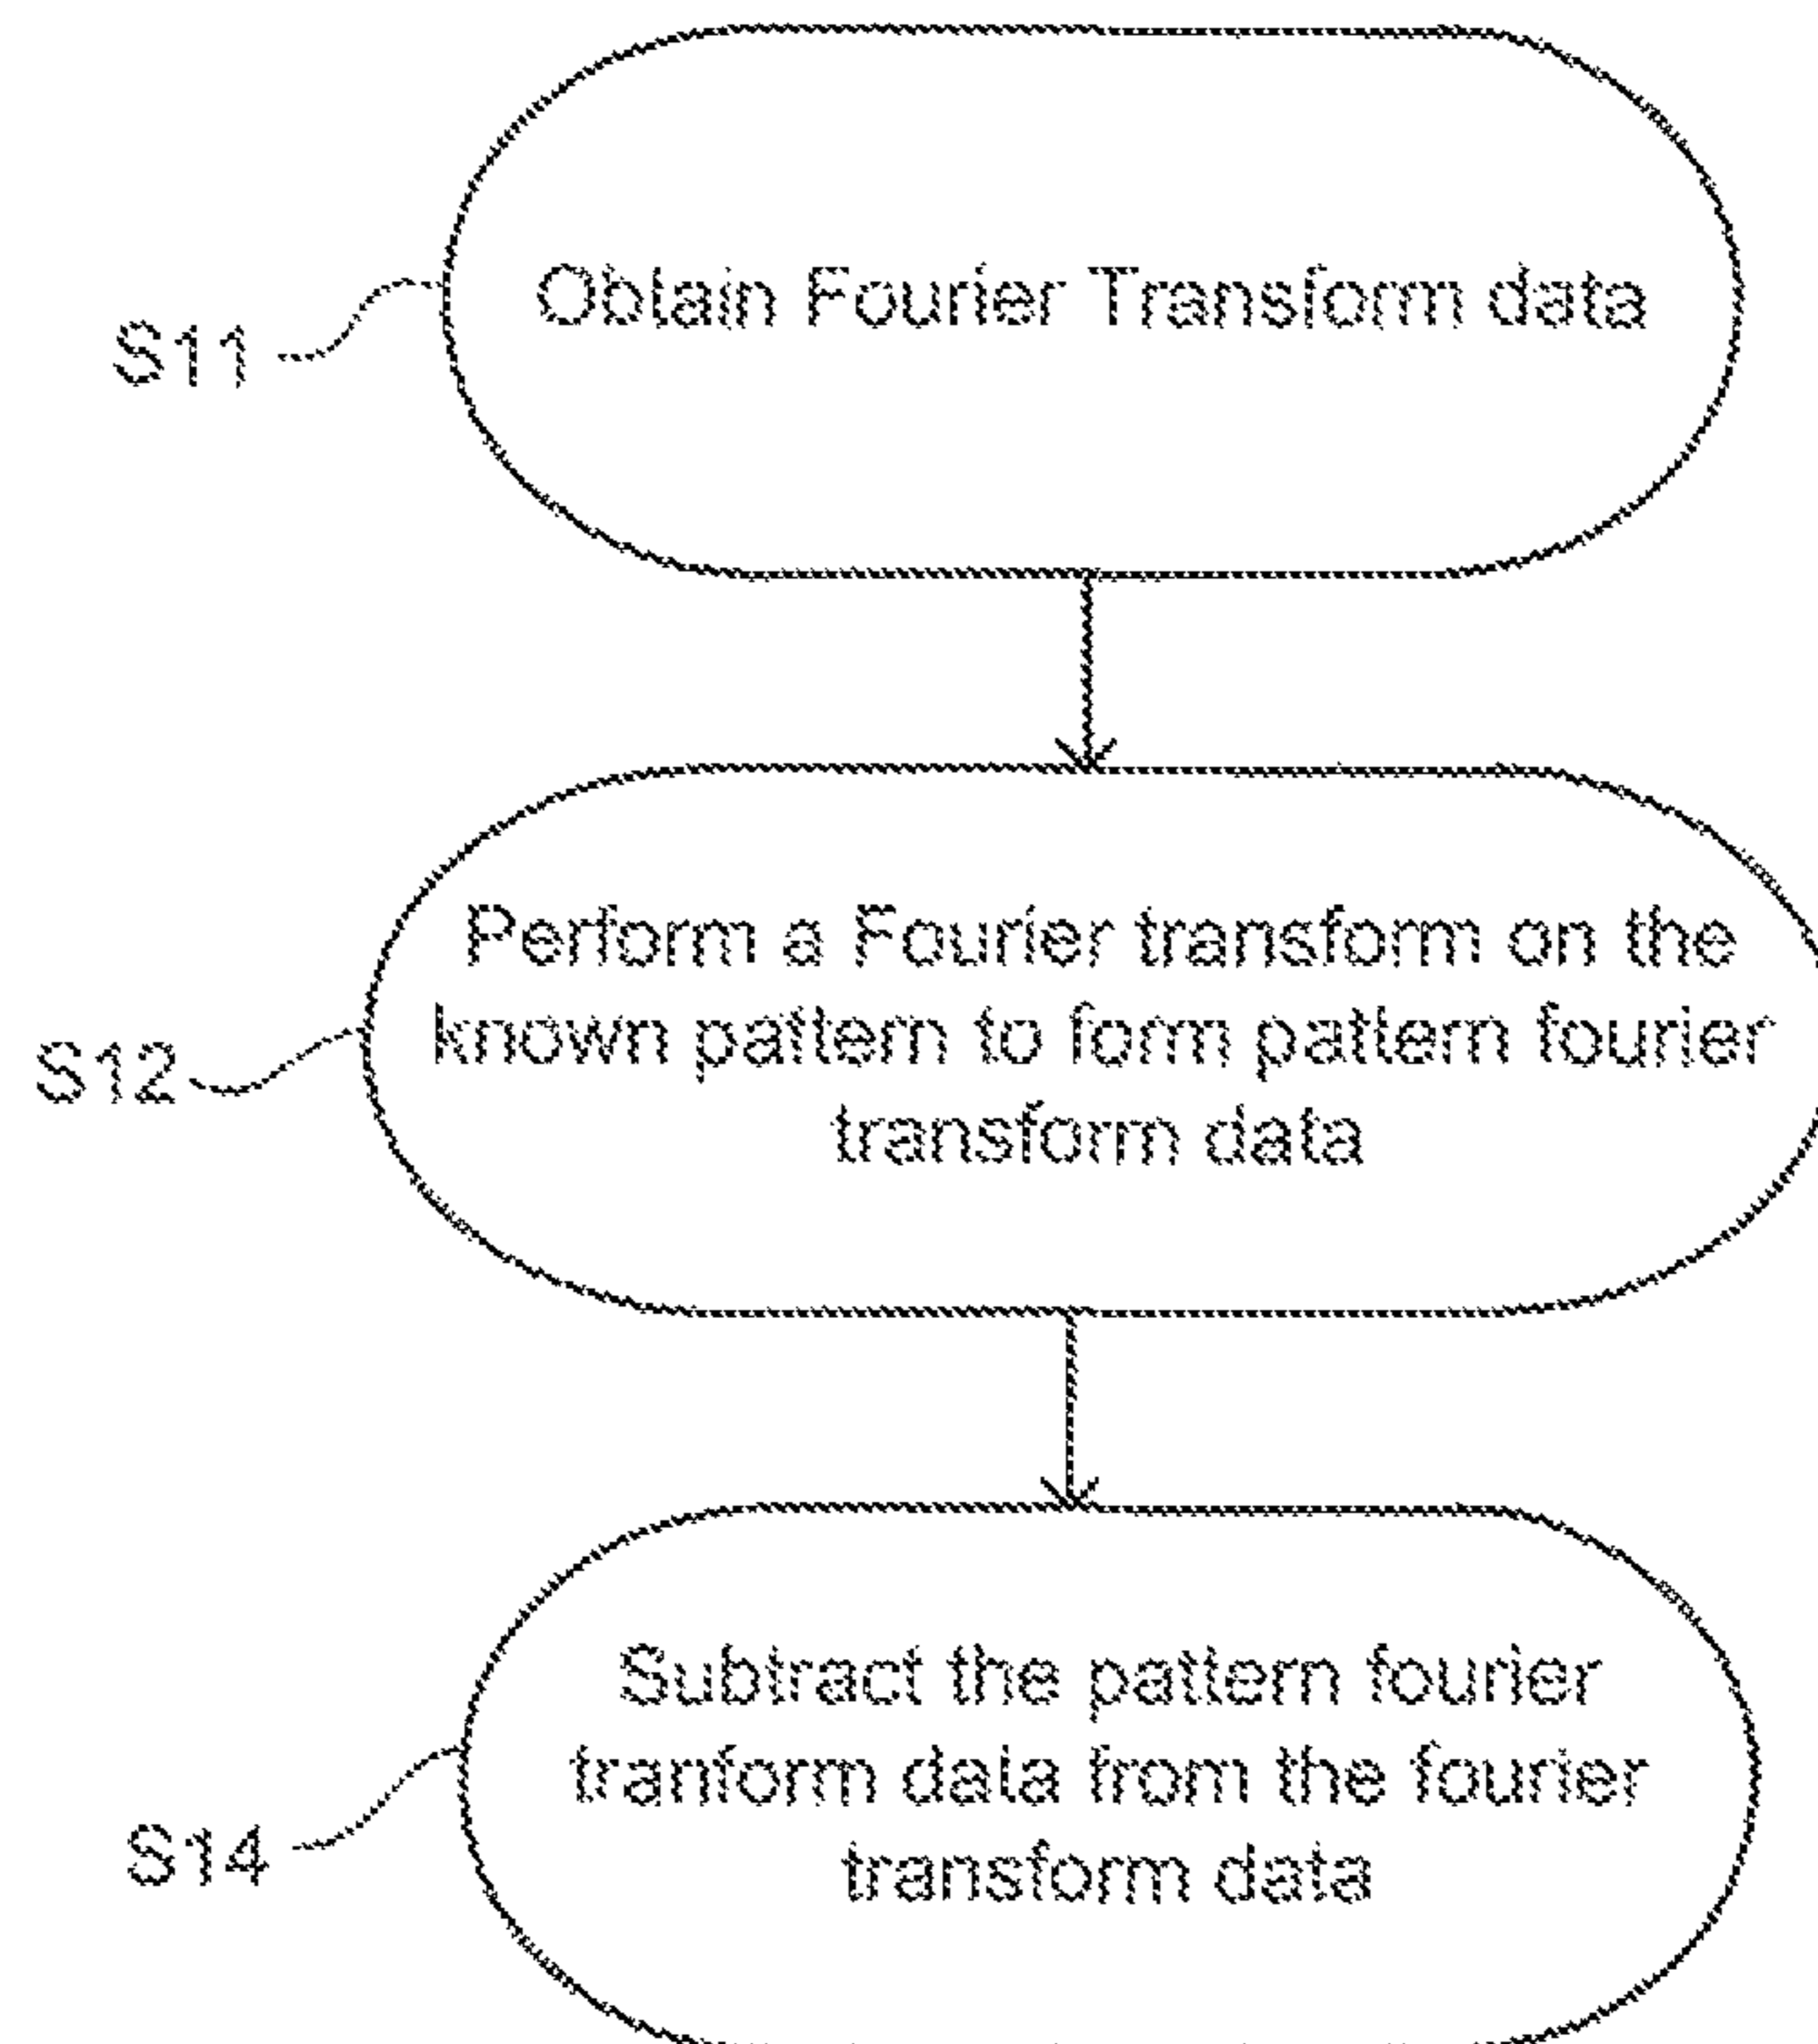 Obtain Fourier Transform data
S11
Perform a Fourier transform on the
known pattern to form pattern fourier
S12
transform data
Subtract the pattern fourier
tranform data from the fourier
S14
transform data